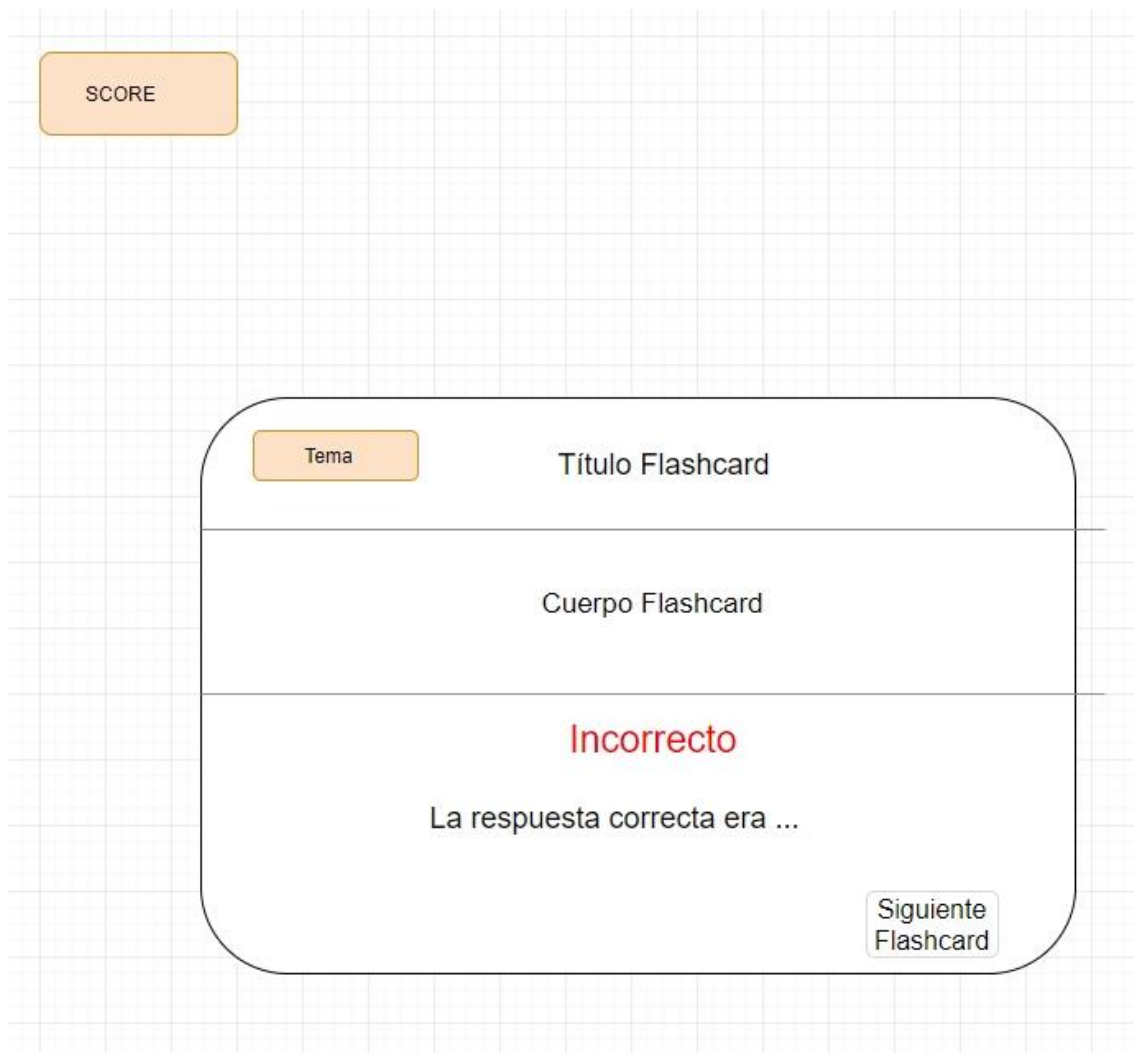 SCORE
Tema
Título Flashcard
Cuerpo Flashcard
Incorrecto
La respuesta correcta era ...
Siguiente
Flashcard